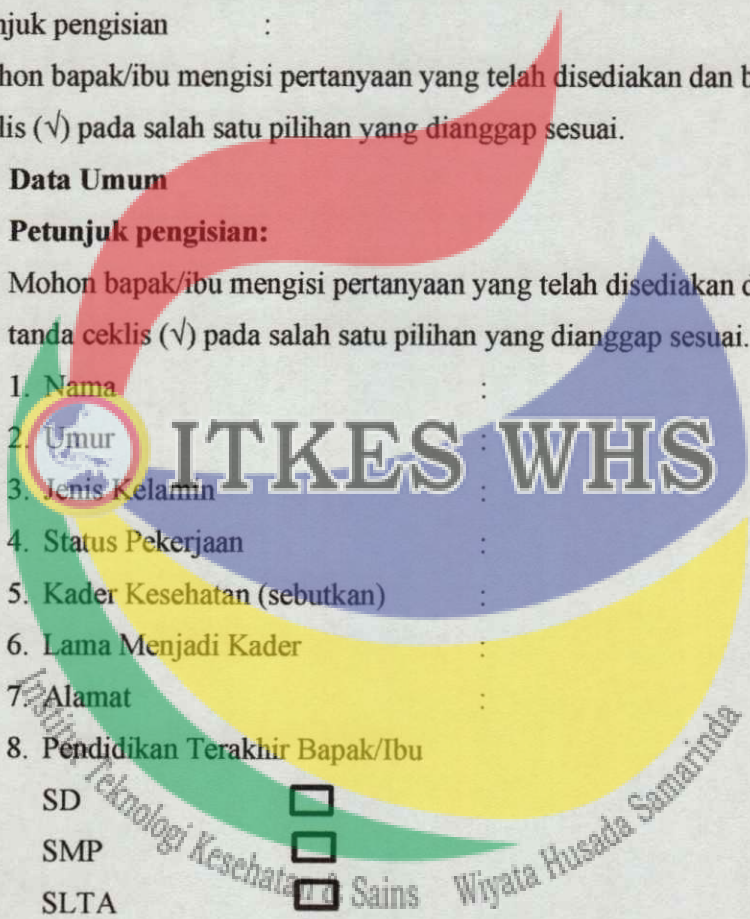 njuk pengisian :
hon bapak/ibu mengisi pertanyaan yang telah disediakan dan b
lis (√) pada salah satu pilihan yang dianggap sesuai.
Data Umum
Petunjuk pengisian:
Mohon bapak/ibu mengisi pertanyaan yang telah disediakan d
tanda ceklis (√) pada salah satu pilihan yang dianggap sesuai.
1. Nama :
2. Umur :
ITKES WHS
3. Jenis Kelamin :
4. Status Pekerjaan :
5. Kader Kesehatan (sebutkan) :
6. Lama Menjadi Kader :
7. Alamat :
8. Pendidikan Terakhir Bapak/Ibu
SD
SMP
SLTA
Institut Teknologi Kesehatan & Sains Wiyata Husada Samarinda